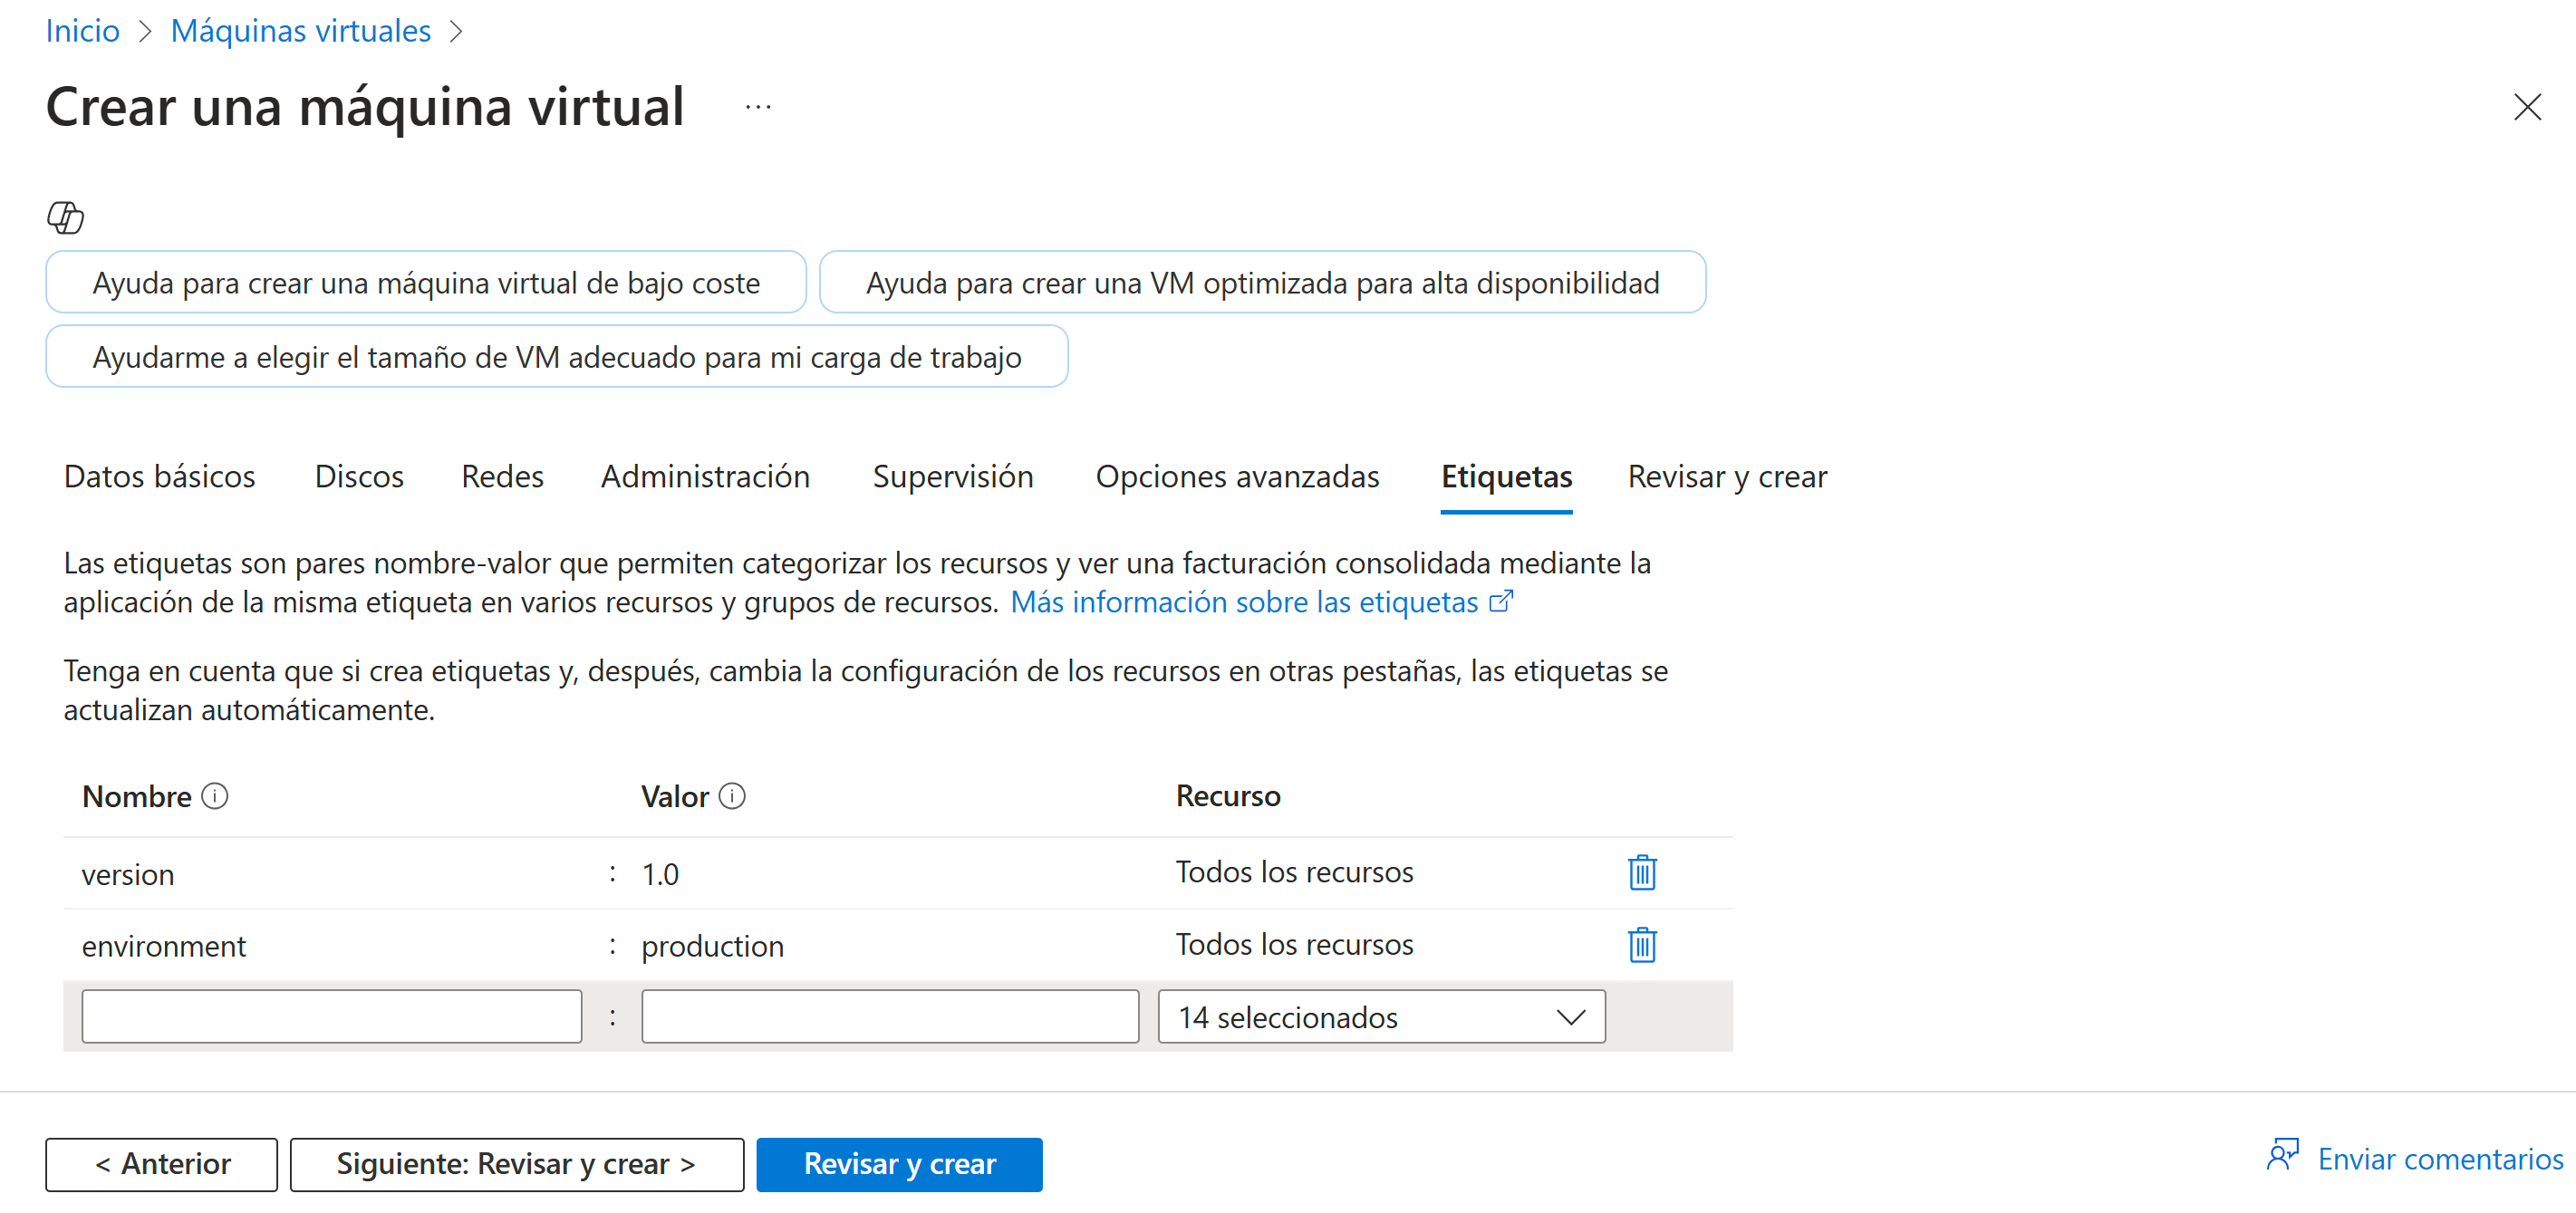 Inicio > Máquinas virtuales >
Crear una máquina virtual ...
Ayuda para crear una máquina virtual de bajo coste
Ayuda para crear una VM optimizada para alta disponibilidad
Ayudarme a elegir el tamaño de VM adecuado para mi carga de trabajo
Datos básicos Discos Redes Administración Supervisión Opciones avanzadas Etiquetas Revisar y crear
Las etiquetas son pares nombre-valor que permiten categorizar los recursos y ver una facturación consolidada mediante la
aplicación de la misma etiqueta en varios recursos y grupos de recursos. Más información sobre las etiquetas
Tenga en cuenta que si crea etiquetas y, después, cambia la configuración de los recursos en otras pestañas, las etiquetas se
actualizan automáticamente.
Nombre Valor Recurso
version : 1.0 Todos los recursos
environment : production Todos los recursos
: 14 seleccionados
< Anterior Siguiente: Revisar y crear > Revisar y crear Enviar comentarios